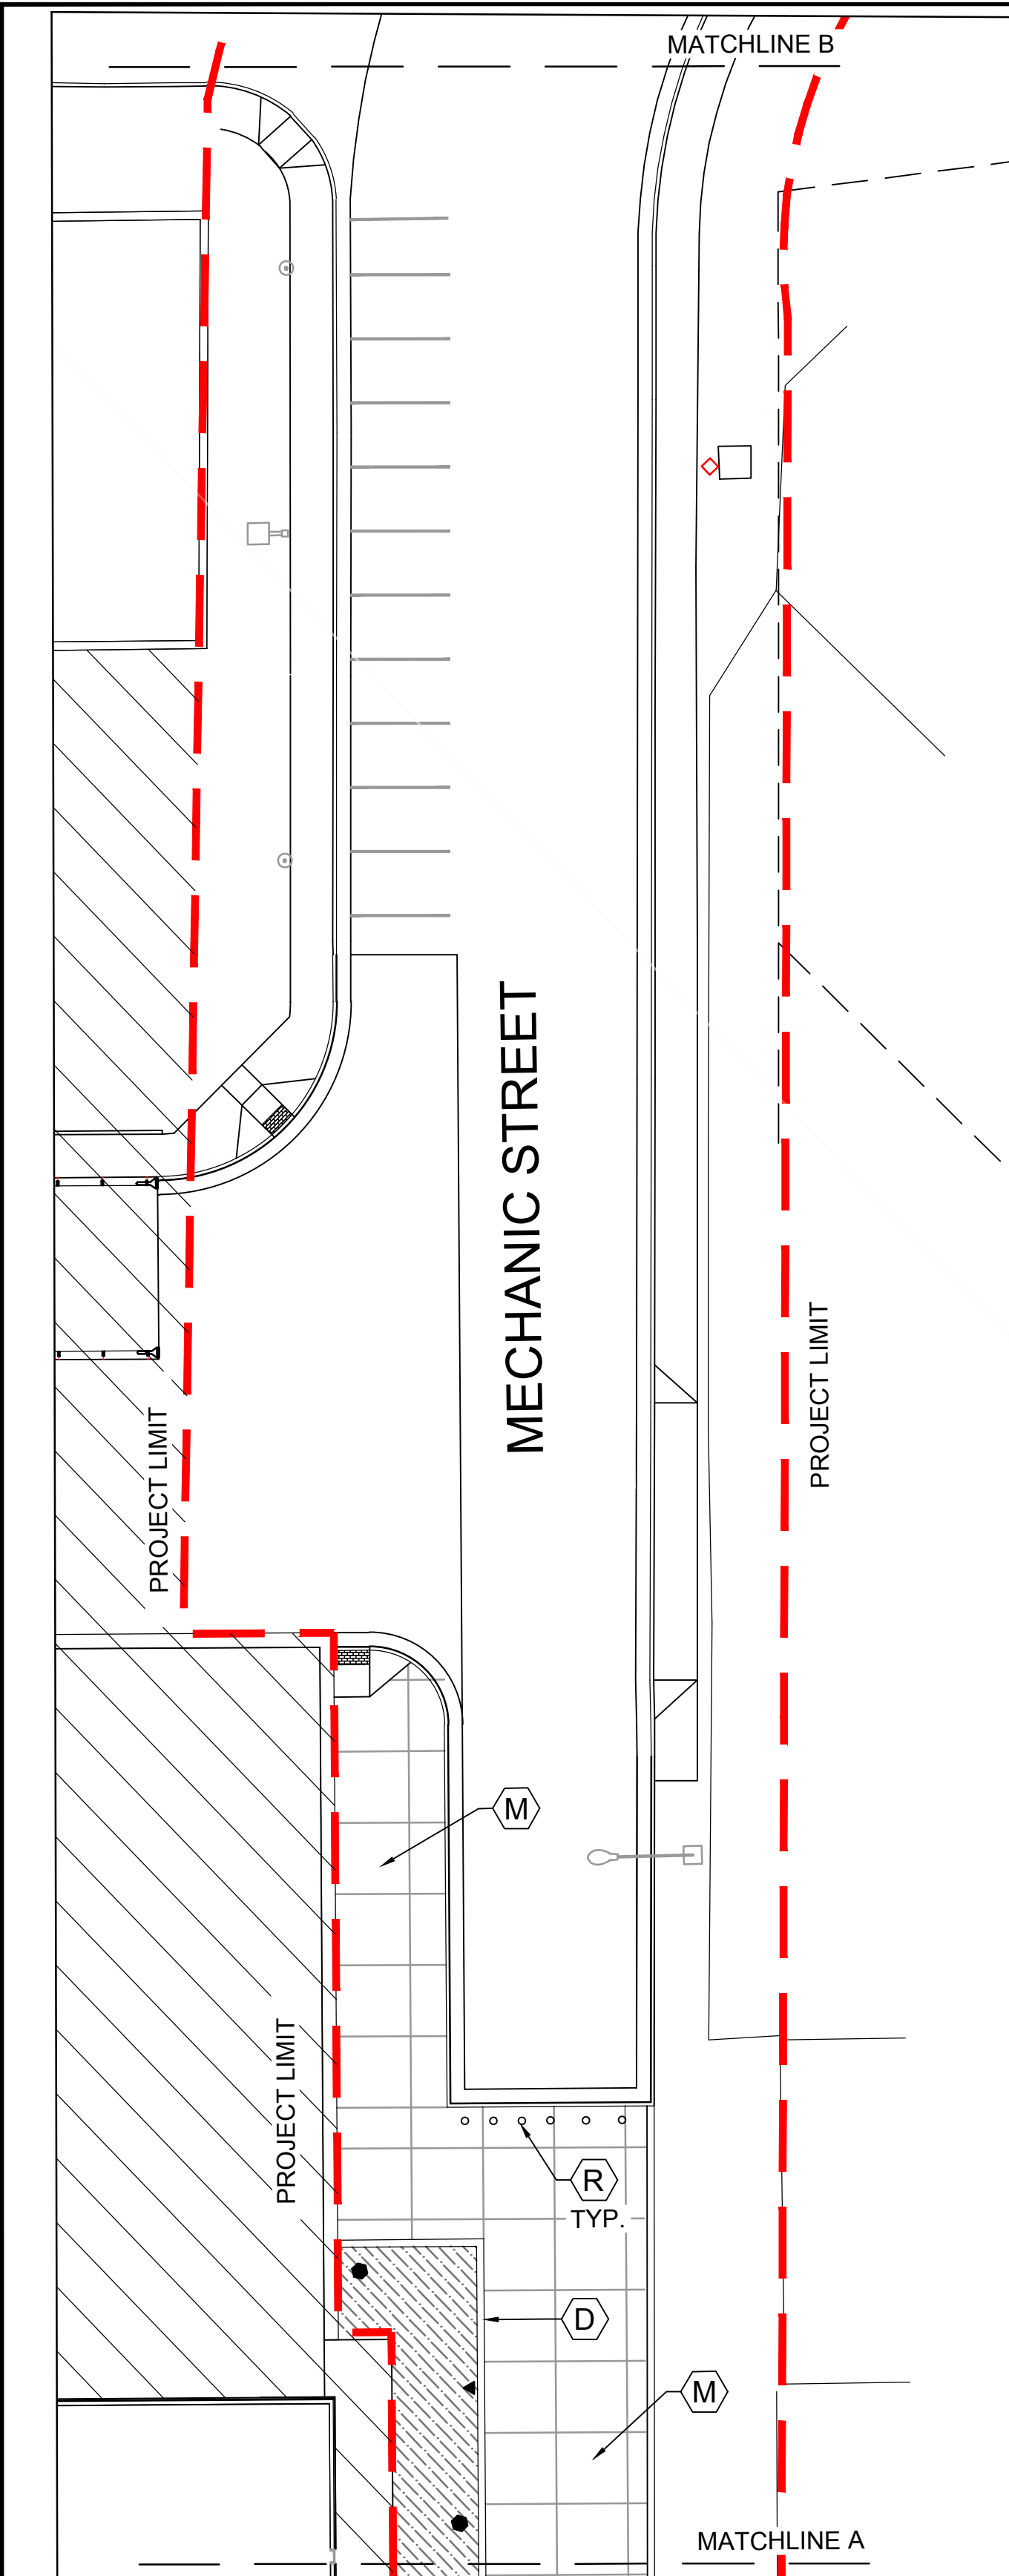 MATCHLINE B
MECHANIC STREET
PROJECT LIMIT
PROJECT LIMIT
M
PROJECT LIMIT
R
TYP.
D
M
MATCHLINE A